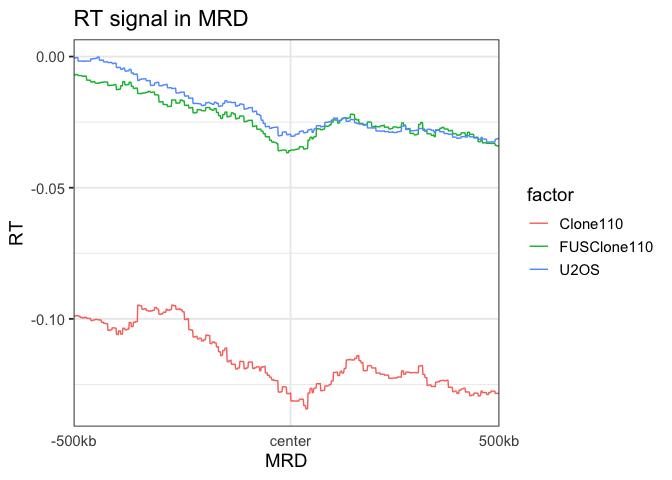 RT signal in MRD
0.00
-0.05
-0.10
RT
-500kb
center
500kb
MRD
factor
Clone110
FUSClone110
U2OS